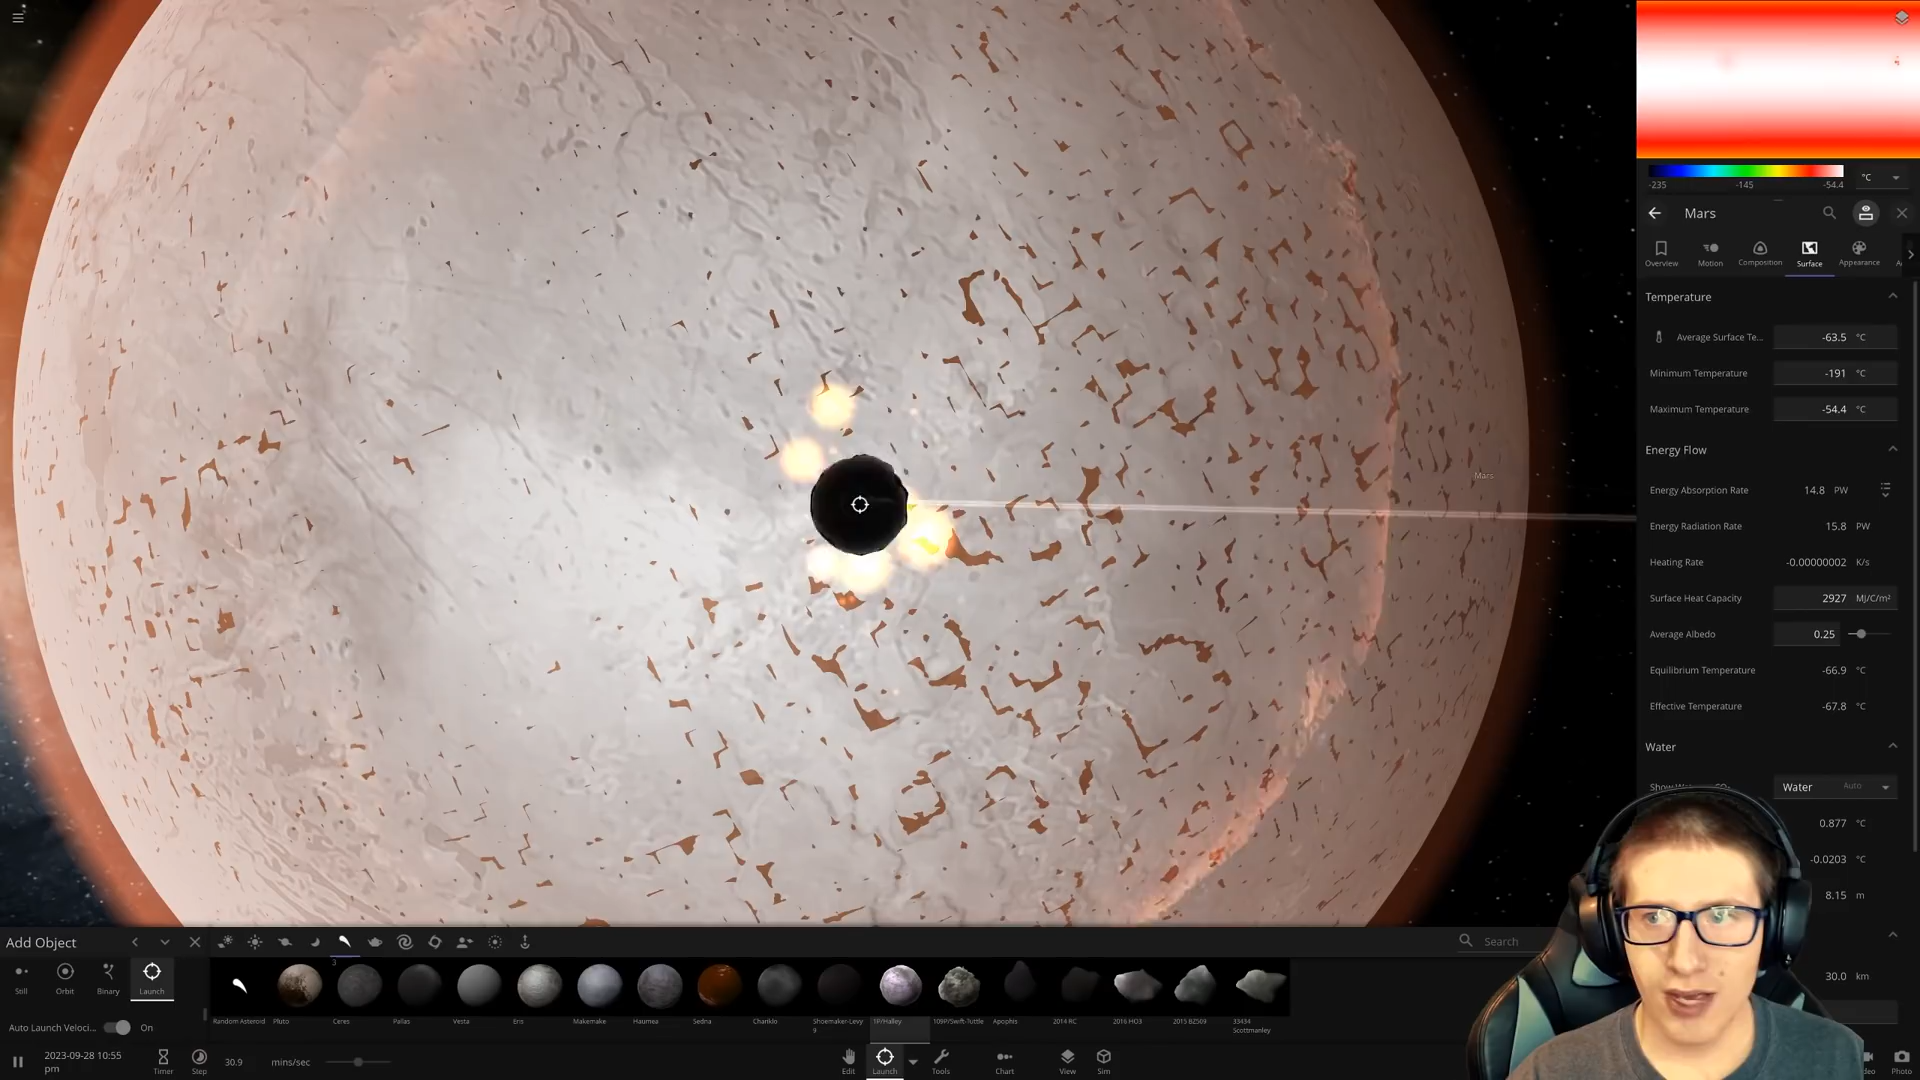 -235
-145
-54.4
°C
Mars
Overview
Motion
Composition
Surface
Appearance
Temperature
Average Surface Te... -63.5 °C
Minimum Temperature -191 °C
Maximum Temperature -54.4 °C
Energy Flow
Energy Absorption Rate 14.8 PW
Energy Radiation Rate 15.8 PW
Heating Rate -0.00000002 K/s
Surface Heat Capacity 2927 MJ/C/m²
Average Albedo 0.25
Equilibrium Temperature -66.9 °C
Effective Temperature -67.8 °C
Water
Water Auto
0.877 °C
-0.0203 °C
8.15 m
30.0 km
Mars
Add Object
Search
3
Still
Orbit
Binary
Launch
Random Asteroid
Pluto
Ceres
Pallas
Vesta
Eris
Makemake
Haumea
Sedna
Chariklo
Shoemaker-Levy
9
1P/Halley
109P/Swift-Tuttle
Apophis
2014 RC
2016 HO3
2015 BZ509
33434
Scottmanley
Auto Launch Veloci... On
2023-09-28 10:55
pm
Timer
Step
30.9 mins/sec
Edit
Launch
Tools
Chart
View
Sim
Photo